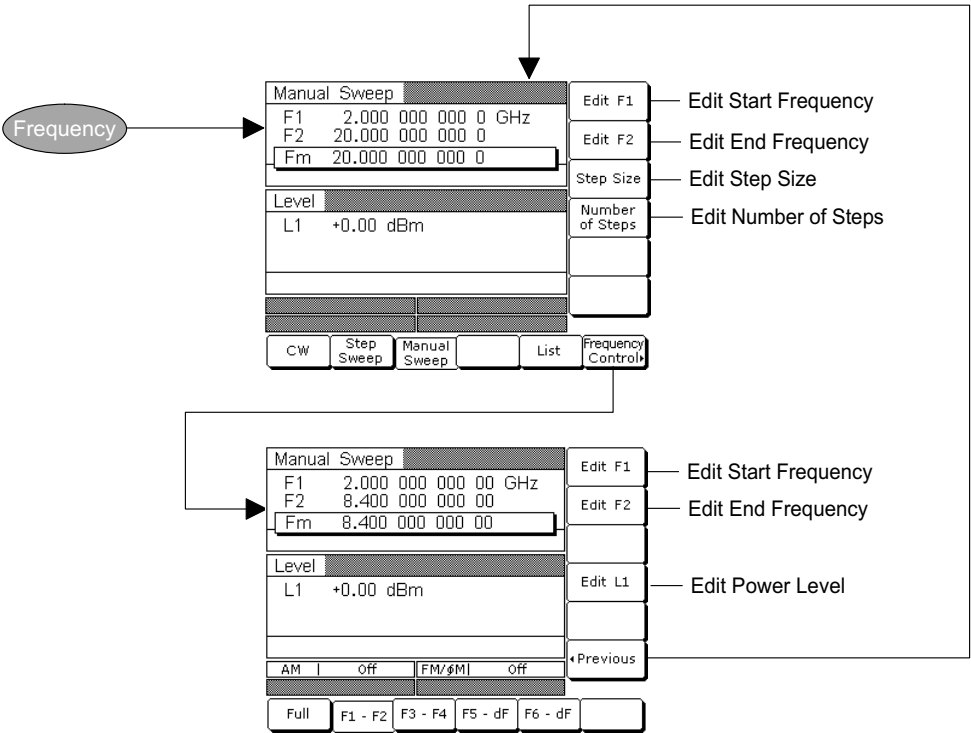 Frequency
Manual Sweep
F1 2.000 000 000 0 GHz
F2 20.000 000 000 0
Fm 20.000 000 000 0
Level
L1 +0.00 dBm
Edit F1
Edit F2
Step Size
Number
of Steps
Edit Start Frequency
Edit End Frequency
Edit Step Size
Edit Number of Steps
CW
Step
Sweep
Manual
Sweep
List
Frequency
Control
Manual Sweep
F1 2.000 000 000 00 GHz
F2 8.400 000 000 00
Fm 8.400 000 000 00
Level
L1 +0.00 dBm
AM | Off
FM/ϕM| Off
Edit F1
Edit F2
Edit L1
Previous
Edit Start Frequency
Edit End Frequency
Edit Power Level
Full
F1 - F2
F3 - F4
F5 - dF
F6 - dF